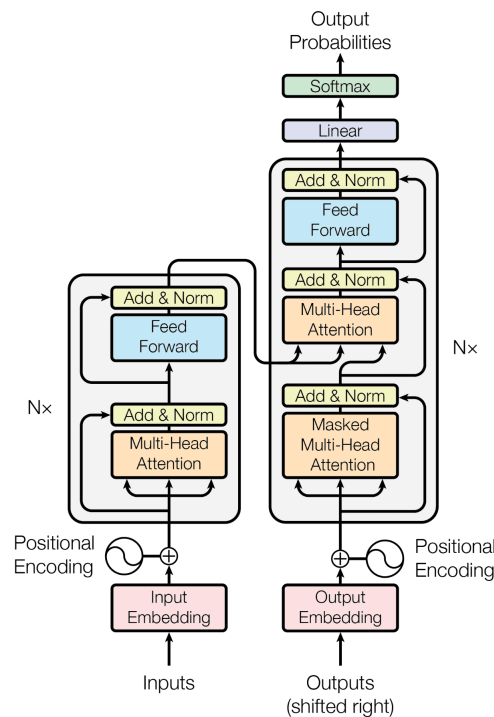 Output
Probabilities
Softmax
Linear
Add & Norm
Feed
Forward
Add & Norm
Multi-Head
Attention
N×
Add & Norm
Masked
Multi-Head
Attention
Positional
Encoding
Output
Embedding
Outputs
(shifted right)
Add & Norm
Feed
Forward
N×
Add & Norm
Multi-Head
Attention
Positional
Encoding
Input
Embedding
Inputs